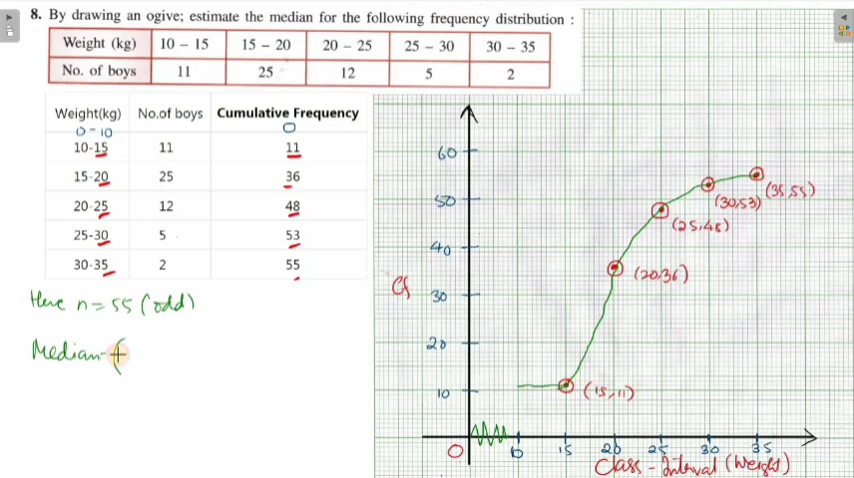 8. By drawing an ogive; estimate the median for the following frequency distribution :
Weight (kg) 10 – 15 15 – 20 20 – 25 25 – 30 30 – 35
No. of boys 11 25 12 5 2
Weight(kg) No.of boys Cumulative Frequency
0-10 0
10-15 11 11
15-20 25 36
20-25 12 48
25-30 5 53
30-35 2 55
Here n=55 (odd)
Median-(
60
50
40
30
20
10
Cf
(35,55)
(30,53)
(25,48)
(20,36)
(15,11)
O 10 15 20 25 30 35
Class-Interval (Weight)